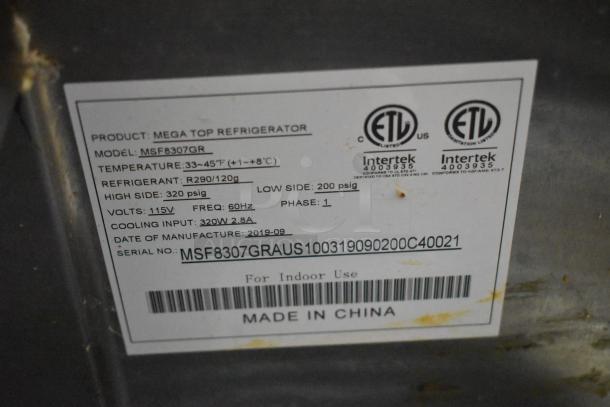 PRODUCT: MEGA TOP REFRIGERATOR
MODEL: MSF8307GR
TEMPERATURE: 33~45°F(+1~+8°C)
REFRIGERANT: R290/120g
HIGH SIDE: 320 psig LOW SIDE: 200 psig
VOLTS: 115V FREQ: 60Hz PHASE: 1
COOLING INPUT: 320W 2.8A
DATE OF MANUFACTURE: 2019-09
SERIAL NO.: MSF8307GRAUS100319090200C40021
For Indoor Use
MADE IN CHINA
C ETL US
LISTED
Intertek
4003935
ETL
Intertek
4003935